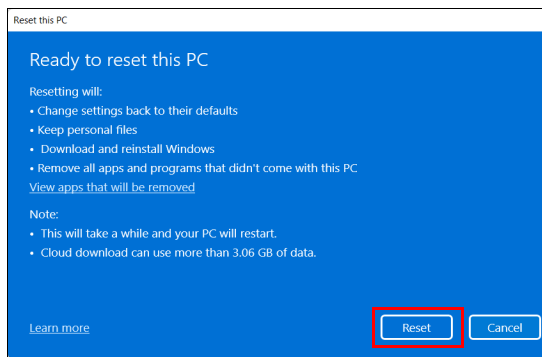 Reset this PC
Ready to reset this PC
Resetting will:
• Change settings back to their defaults
• Keep personal files
• Download and reinstall Windows
• Remove all apps and programs that didn't come with this PC
View apps that will be removed
Note:
• This will take a while and your PC will restart.
• Cloud download can use more than 3.06 GB of data.
Learn more
Reset
Cancel